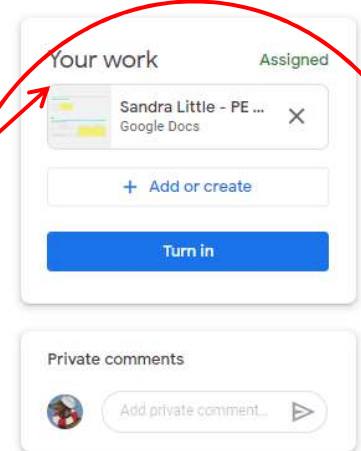 Your work Assigned
Sandra Little - PE ...
Google Docs
+ Add or create
Turn in
Private comments
Add private comment...